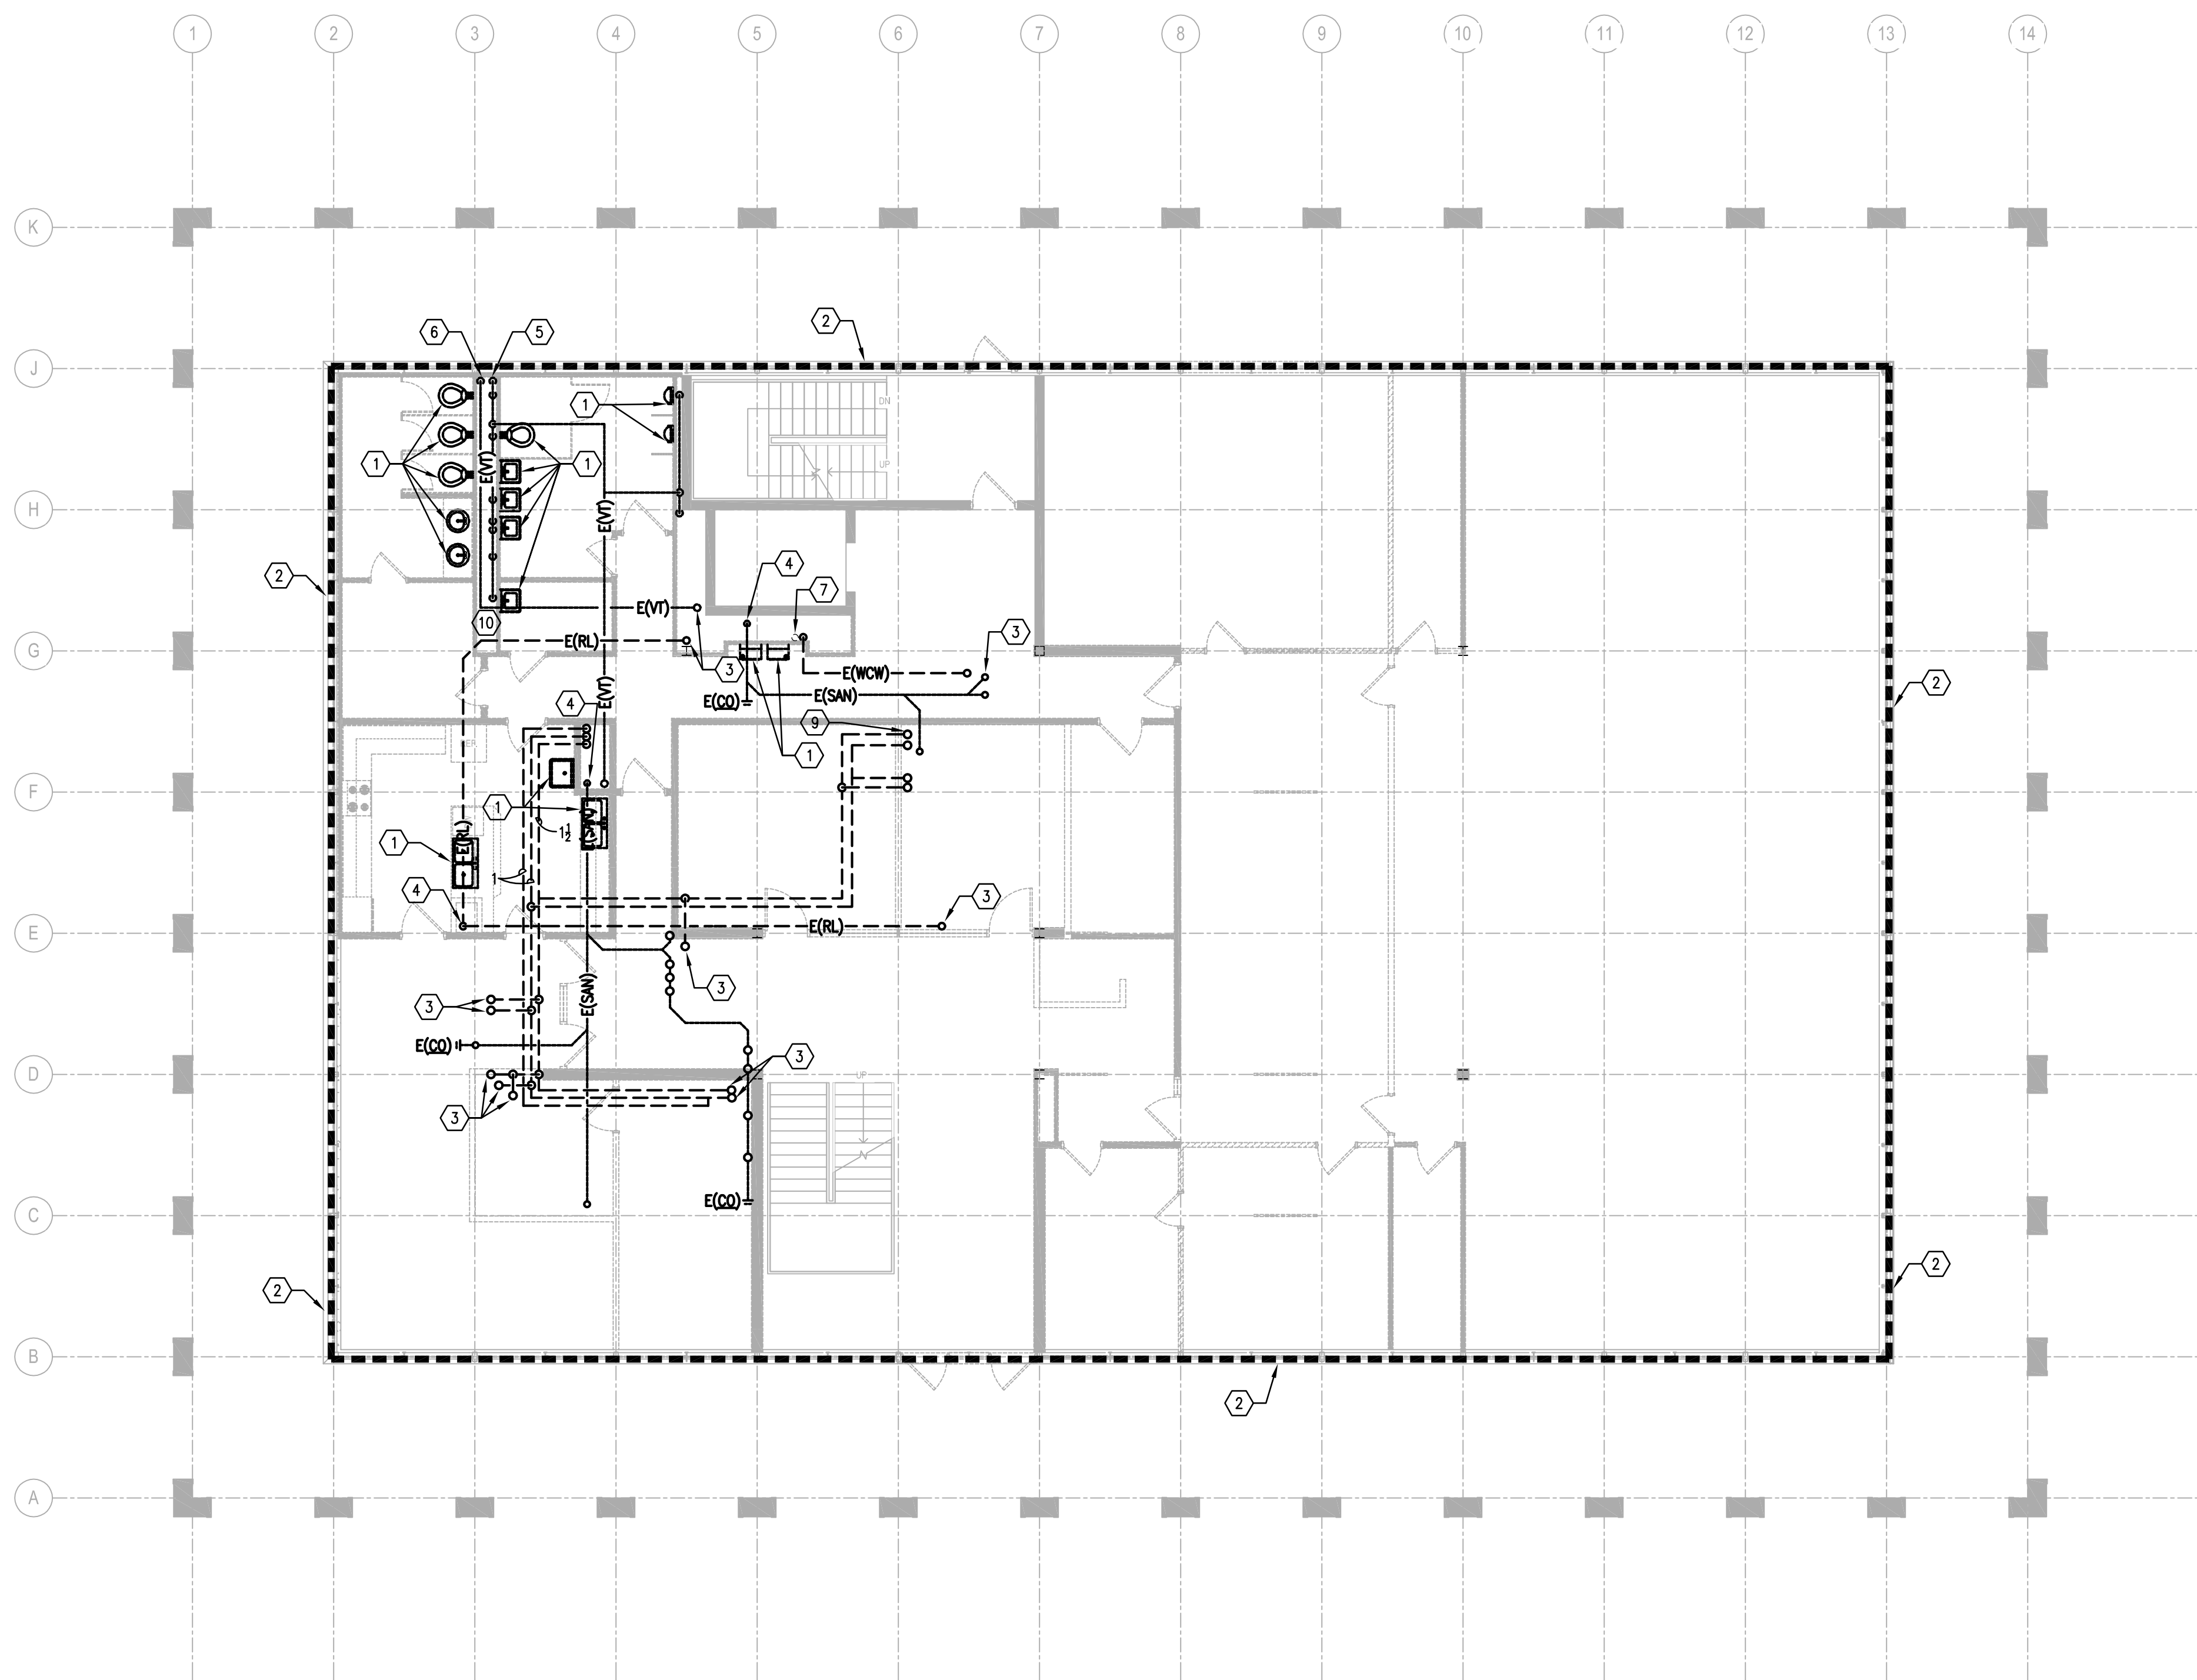 1 2 3 4 5 6 7 8 9 10 11 12 13 14
K
2
6 5
J
1
DN
1 E(VT) 1
UP
H
E(VT)
4
2
7
E(VT)
10
3
E(RL)
G
3
E(WCW)
2
E(VT)
E(SAN)
E(CO)
4
9
REF.
1
F
1
E(SAN)
1½
E(RL)
1
1
4
3
E(RL)
E
3
E(SAN)
3
E(CO)
3
D
UP
3
E(CO)
C
2
2
B
2
A